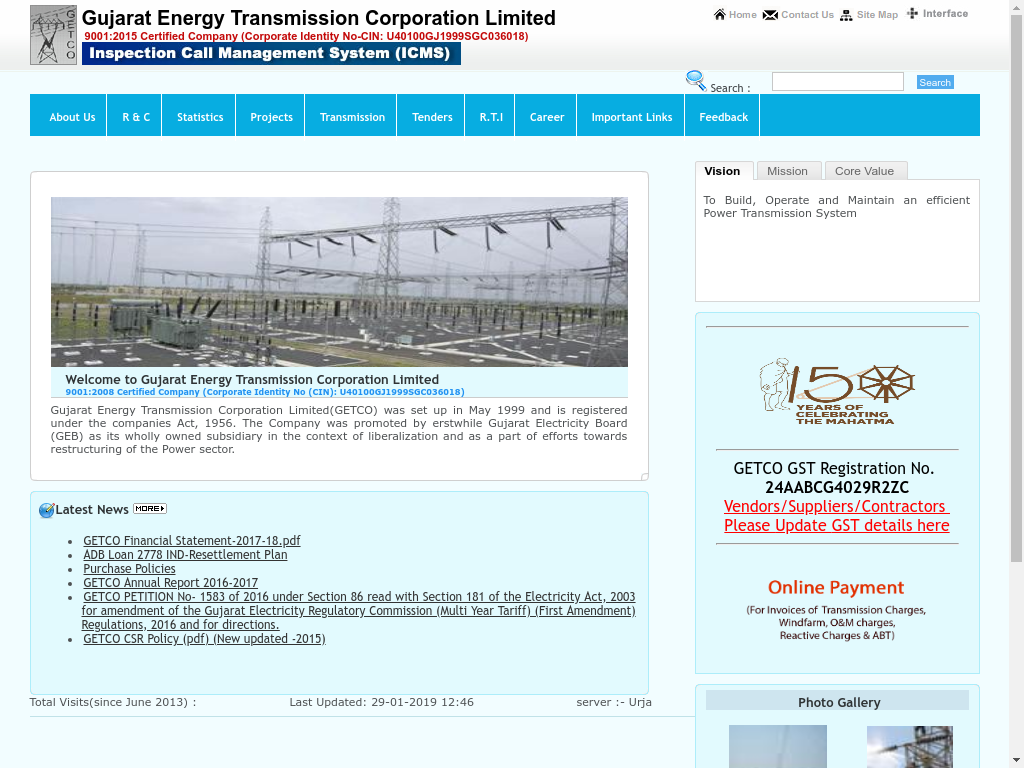 GETCO
Gujarat Energy Transmission Corporation Limited
9001:2015 Certified Company (Corporate Identity No-CIN: U40100GJ1999SGC036018)
Inspection Call Management System (ICMS)
Home Contact Us Site Map Interface
Search : Search
About Us R & C Statistics Projects Transmission Tenders R.T.I Career Important Links Feedback
Vision Mission Core Value
To Build, Operate and Maintain an efficient
Power Transmission System
Welcome to Gujarat Energy Transmission Corporation Limited
9001:2008 Certified Company (Corporate Identity No (CIN): U40100GJ1999SGC036018)
Gujarat Energy Transmission Corporation Limited(GETCO) was set up in May 1999 and is registered
under the companies Act, 1956. The Company was promoted by erstwhile Gujarat Electricity Board
(GEB) as its wholly owned subsidiary in the context of liberalization and as a part of efforts towards
restructuring of the Power sector.
150
YEARS OF
CELEBRATING
THE MAHATMA
GETCO GST Registration No.
24AABCG4029R2ZC
Vendors/Suppliers/Contractors
Please Update GST details here
Online Payment
(For Invoices of Transmission Charges,
Windfarm, O&M charges,
Reactive Charges & ABT)
Latest News MORE
GETCO Financial Statement-2017-18.pdf
ADB Loan 2778 IND-Resettlement Plan
Purchase Policies
GETCO Annual Report 2016-2017
GETCO PETITION No- 1583 of 2016 under Section 86 read with Section 181 of the Electricity Act, 2003
for amendment of the Gujarat Electricity Regulatory Commission (Multi Year Tariff) (First Amendment)
Regulations, 2016 and for directions.
GETCO CSR Policy (pdf) (New updated -2015)
Total Visits(since June 2013) : Last Updated: 29-01-2019 12:46 server :- Urja
Photo Gallery